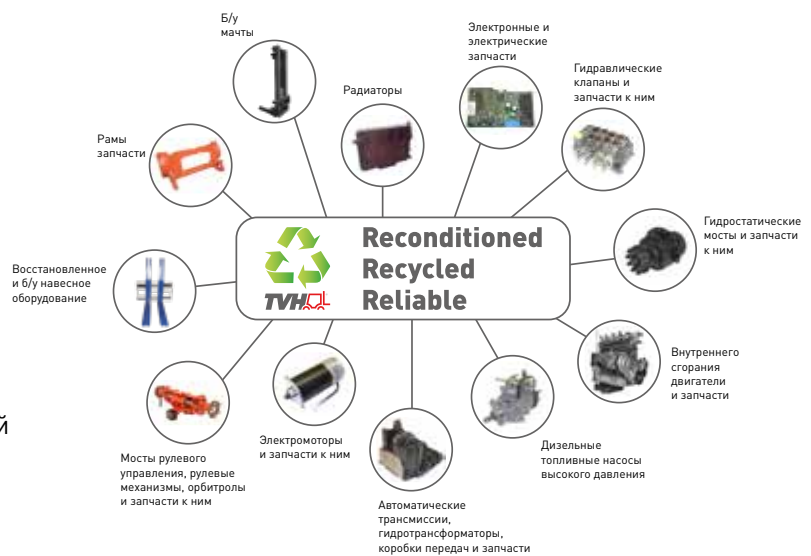 Б/у
мачты
Электронные и
электрические
запчасти
Гидравлические
клапаны и
запчасти к ним
Радиаторы
Рамы
запчасти
Гидростатические
мосты и запчасти
к ним
Reconditioned
Recycled
Reliable
TVH
Восстановленное
и б/у навесное
оборудование
Внутреннего
сгорания
двигатели
и запчасти
й
Электромоторы
и запчасти к ним
Дизельные
топливные насосы
высокого давления
Мосты рулевого
управления, рулевые
механизмы, орбитролы
и запчасти к ним
Автоматические
трансмиссии,
гидротрансформаторы,
коробки передач и запчасти